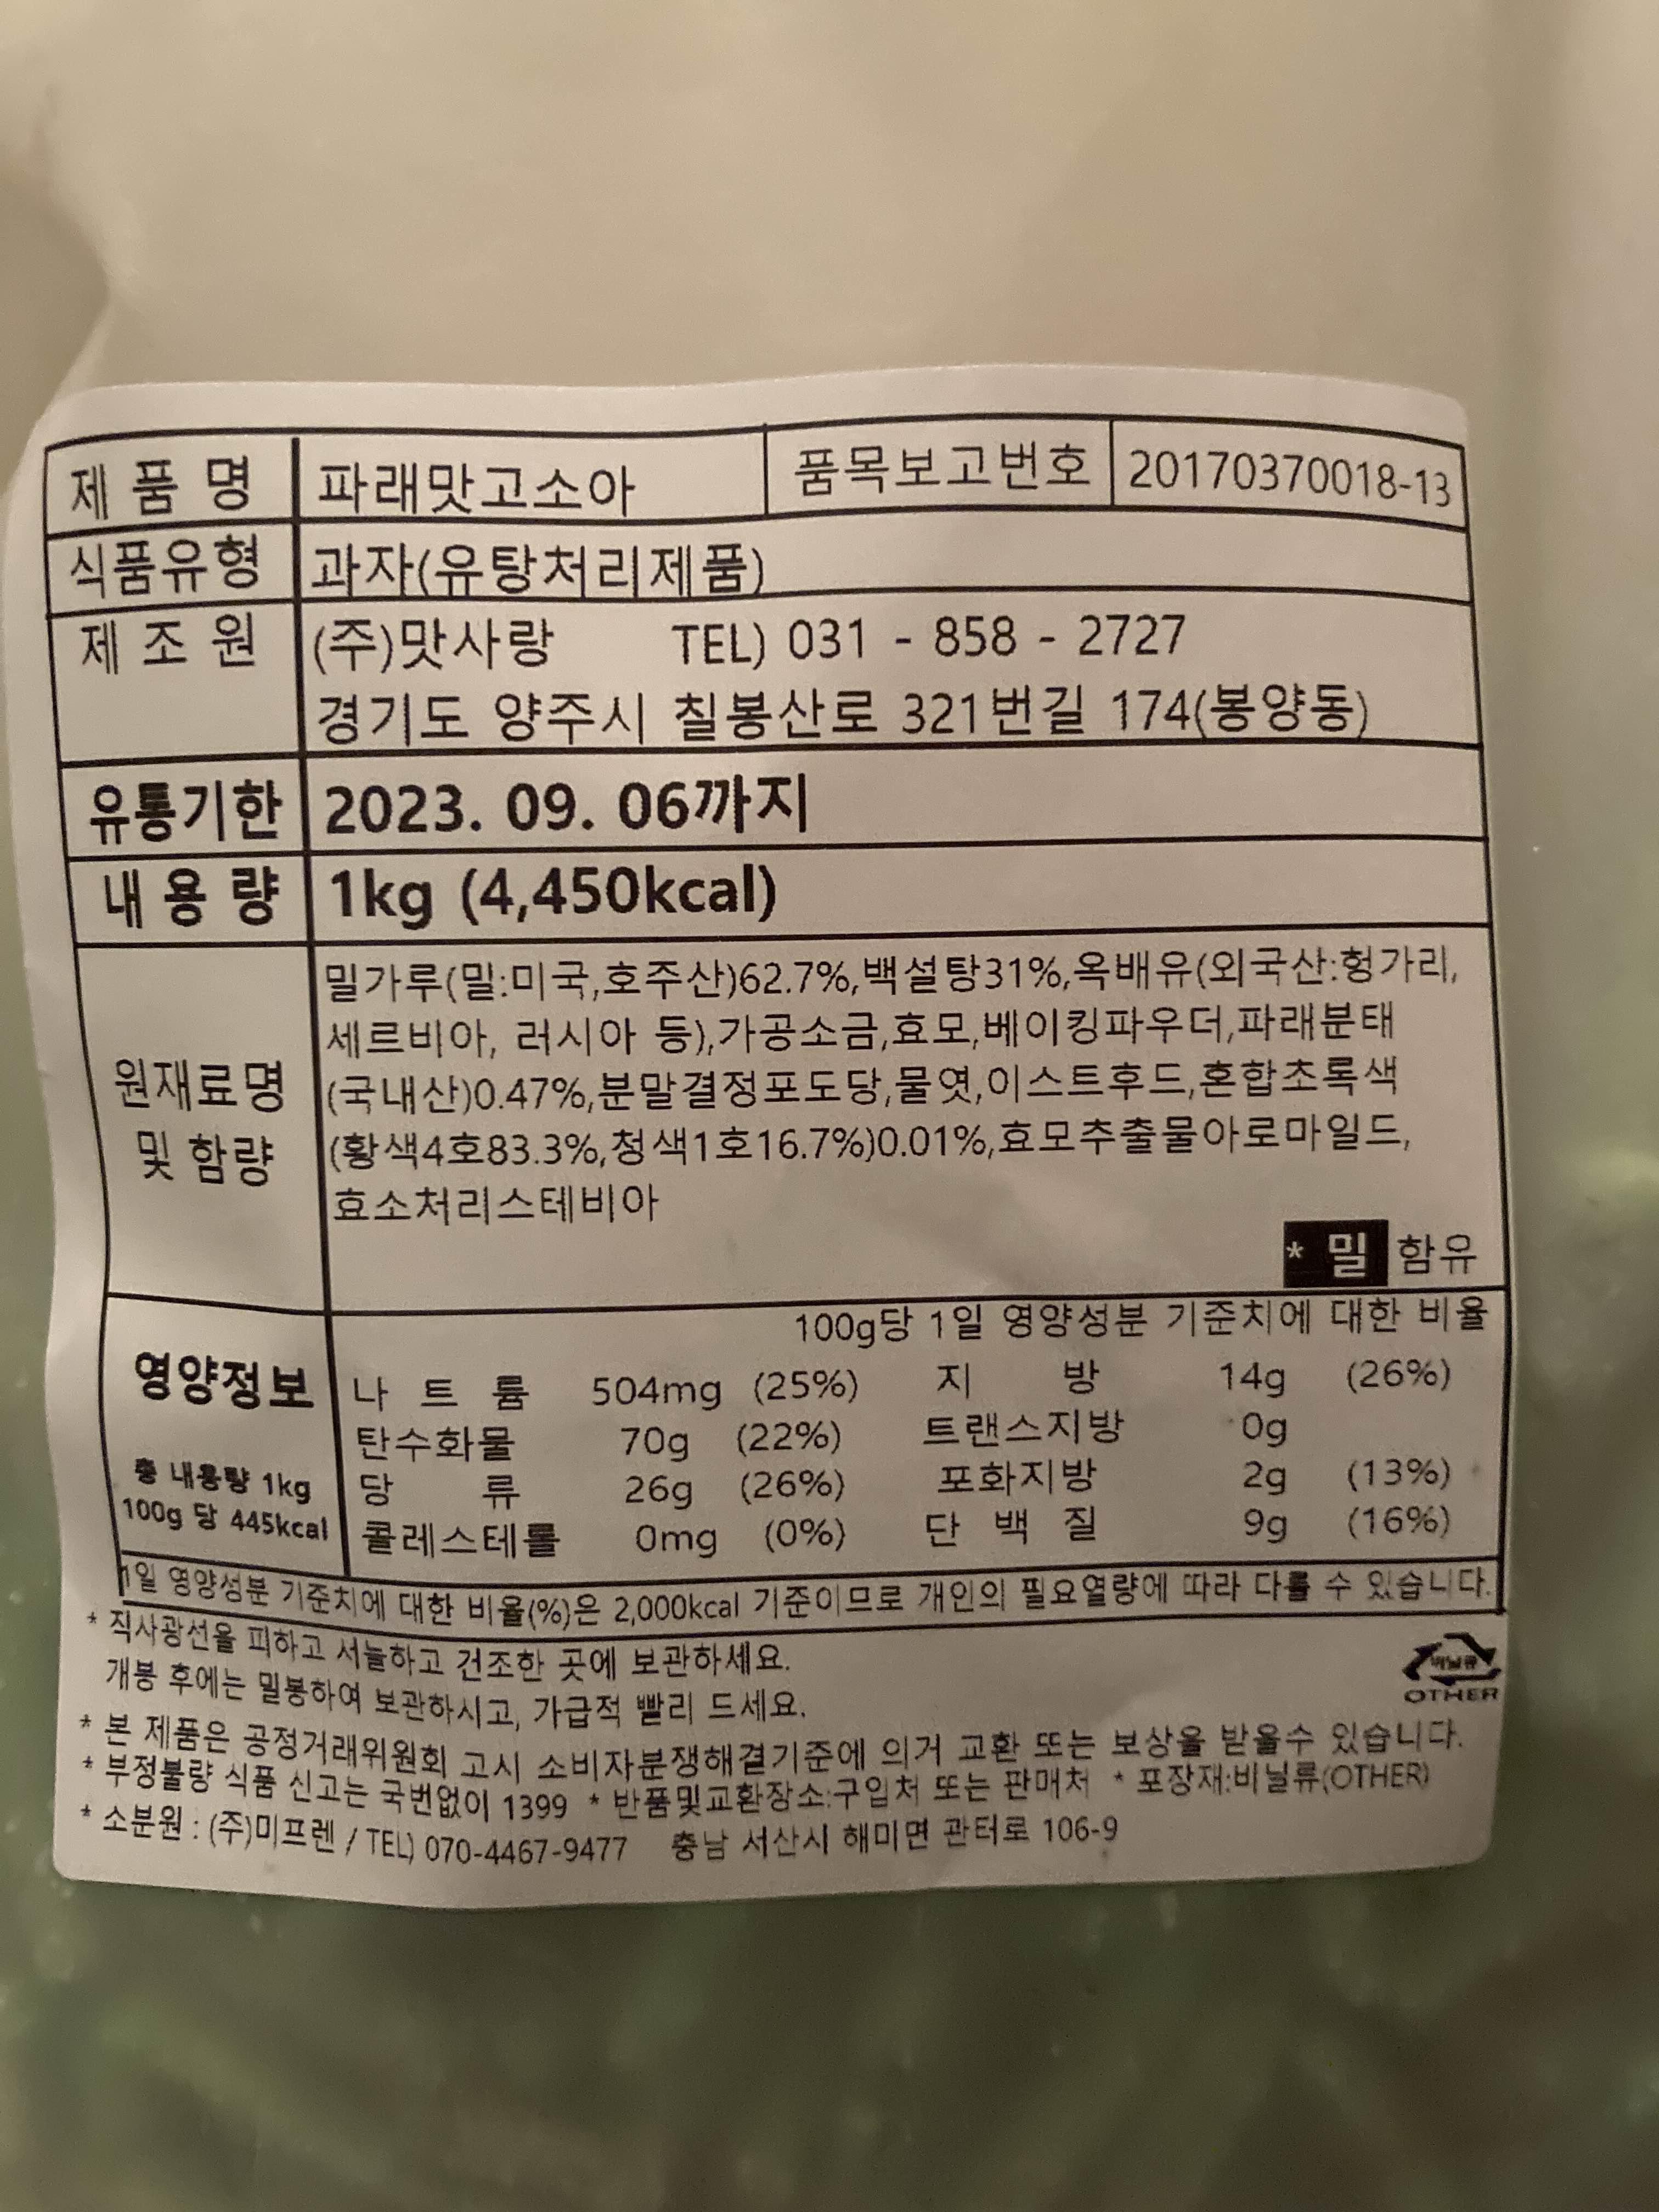 제 품 명 파래맛고소아 품목보고번호 20170370018-13
식품유형 과자(유탕처리제품)
제 조 원 (주)맛사랑 TEL) 031 - 858 - 2727
경기도 양주시 칠봉산로 321번길 174(봉양동)
유통기한 2023. 09. 06까지
내 용 량 1kg (4,450kcal)
원재료명
및 함량
밀가루(밀:미국,호주산)62.7%,백설탕31%,옥배유(외국산:헝가리,
세르비아, 러시아 등),가공소금,효모,베이킹파우더,파래분태
(국내산)0.47%,분말결정포도당,물엿,이스트후드,혼합초록색
(황색4호83.3%,청색1호16.7%)0.01%,효모추출물아로마일드,
효소처리스테비아
* 밀 함유
영양정보
총 내용량 1kg
100g 당 445kcal
100g당 1일 영양성분 기준치에 대한 비율
나 트 륨 504mg (25%) 지 방 14g (26%)
탄수화물 70g (22%) 트랜스지방 0g
당 류 26g (26%) 포화지방 2g (13%)
콜레스테롤 0mg (0%) 단 백 질 9g (16%)
1일 영양성분 기준치에 대한 비율(%)은 2,000kcal 기준이므로 개인의 필요열량에 따라 다를 수 있습니다.
* 직사광선을 피하고 서늘하고 건조한 곳에 보관하세요.
개봉 후에는 밀봉하여 보관하시고, 가급적 빨리 드세요.
비닐류
OTHER
* 본 제품은 공정거래위원회 고시 소비자분쟁해결기준에 의거 교환 또는 보상을 받을수 있습니다.
* 부정불량 식품 신고는 국번없이 1399 * 반품및교환장소:구입처 또는 판매처 * 포장재:비닐류(OTHER)
* 소분원 : (주)미프렌 / TEL) 070-4467-9477 충남 서산시 해미면 관터로 106-9